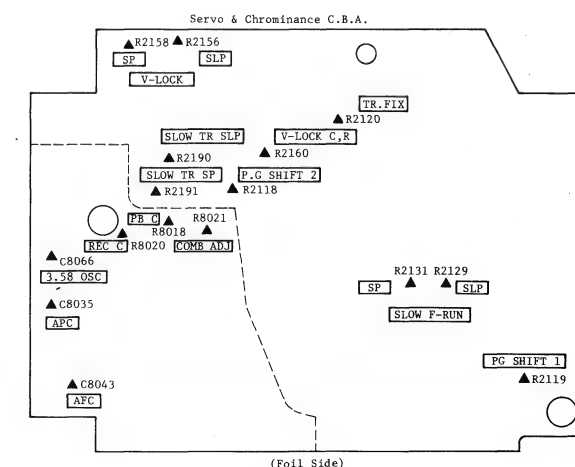 Servo & Chrominance C.B.A.
R2158 R2156
SP SLP
V-LOCK
TR.FIX
R2120
SLOW TR SLP V-LOCK C,R
R2190 R2160
SLOW TR SP P.G SHIFT 2
R2191 R2118
PB C R8018 R8021
REC C R8020 COMB ADJ
C8066
3.58 OSC
C8035
APC
R2131 R2129
SP SLP
SLOW F-RUN
PG SHIFT 1
R2119
C8043
AFC
(Foil Side)